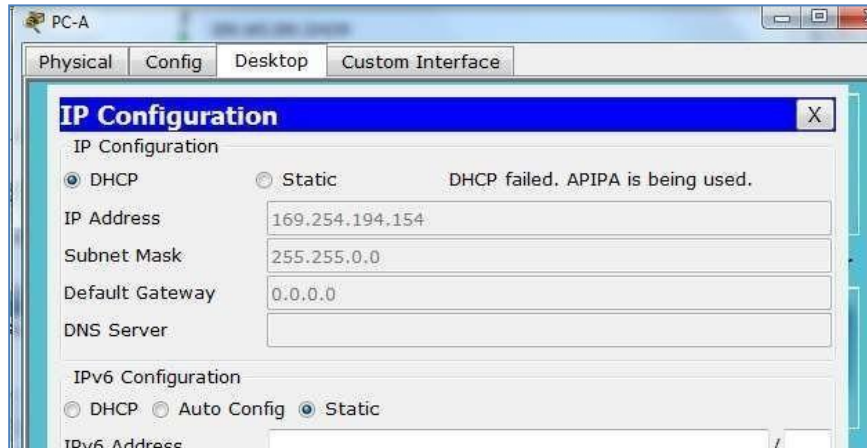 PC-A
Physical Config Desktop Custom Interface
IP Configuration X
IP Configuration
DHCP Static DHCP failed. APIPA is being used.
IP Address 169.254.194.154
Subnet Mask 255.255.0.0
Default Gateway 0.0.0.0
DNS Server
IPv6 Configuration
DHCP Auto Config Static
IPv6 Address /